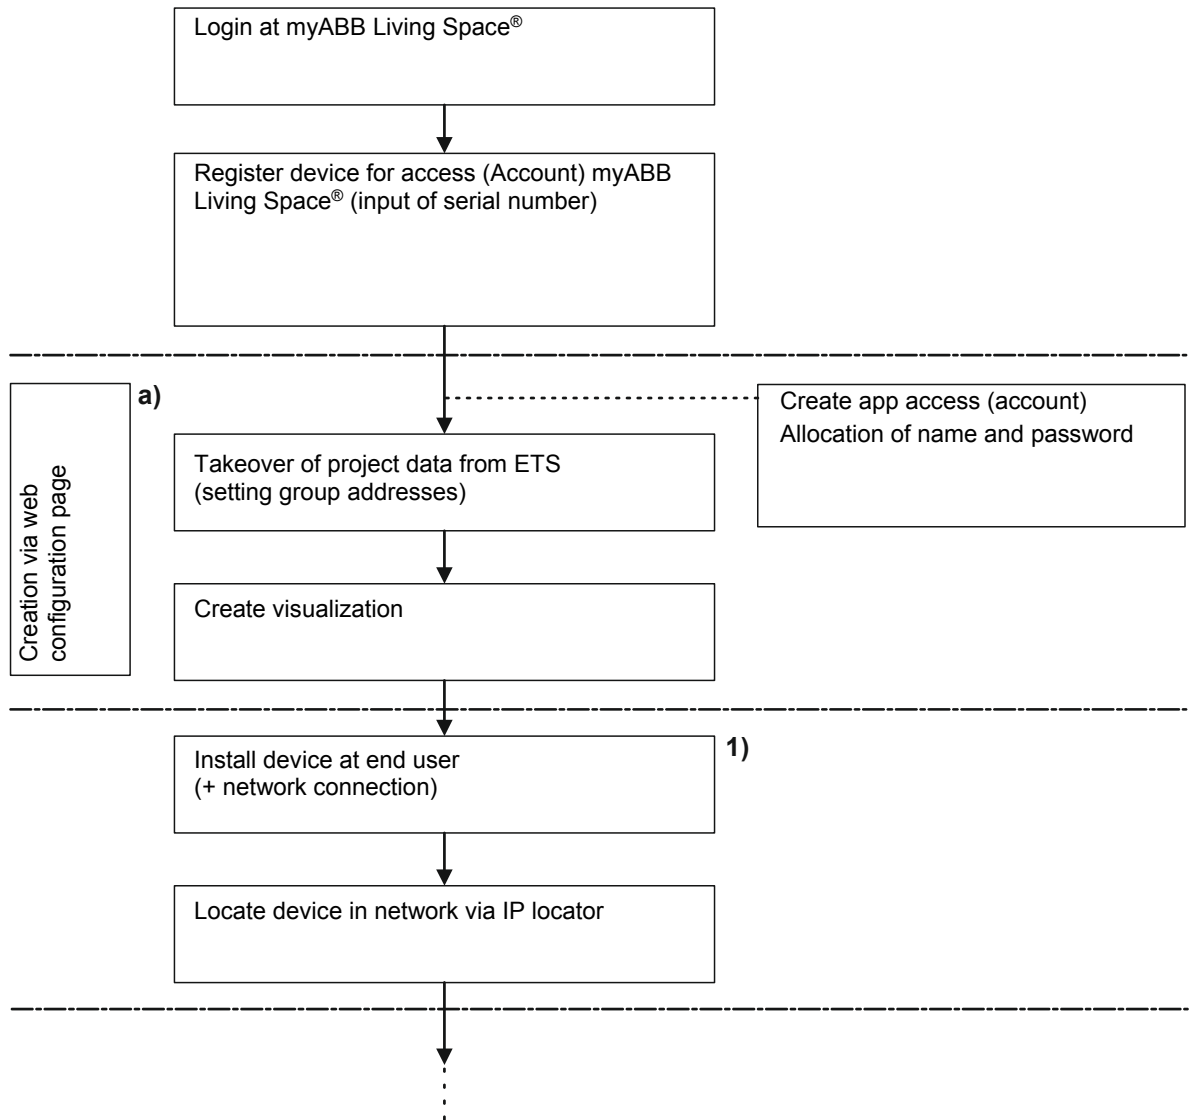 Login at myABB Living Space®
Register device for access (Account) myABB
Living Space® (input of serial number)
a)
Create app access (account)
Allocation of name and password
Takeover of project data from ETS
(setting group addresses)
Creation via web
configuration page
Create visualization
Install device at end user
(+ network connection)
1)
Locate device in network via IP locator